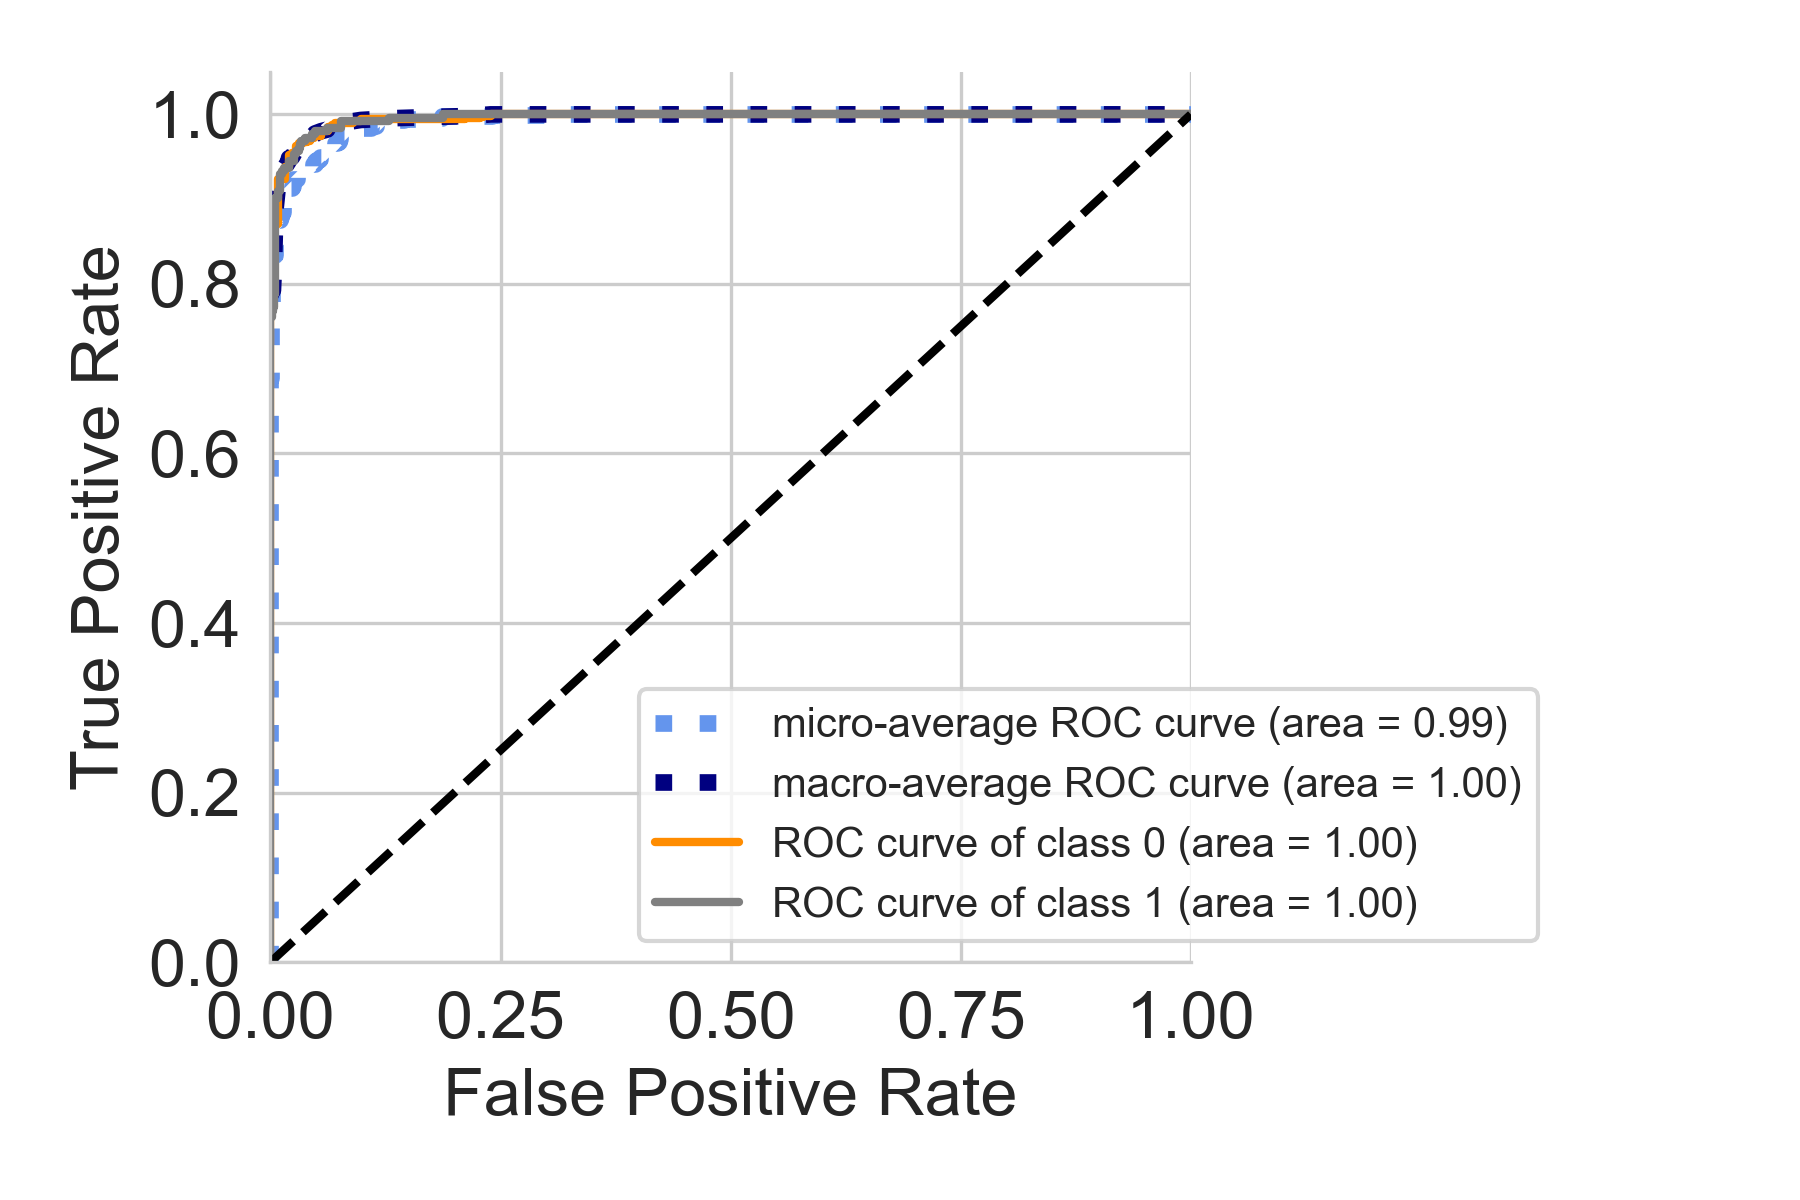 True Positive Rate
1.0
0.8
0.6
0.4
0.2
0.0
0.00 0.25 0.50 0.75 1.00
False Positive Rate
micro-average ROC curve (area = 0.99)
macro-average ROC curve (area = 1.00)
ROC curve of class 0 (area = 1.00)
ROC curve of class 1 (area = 1.00)